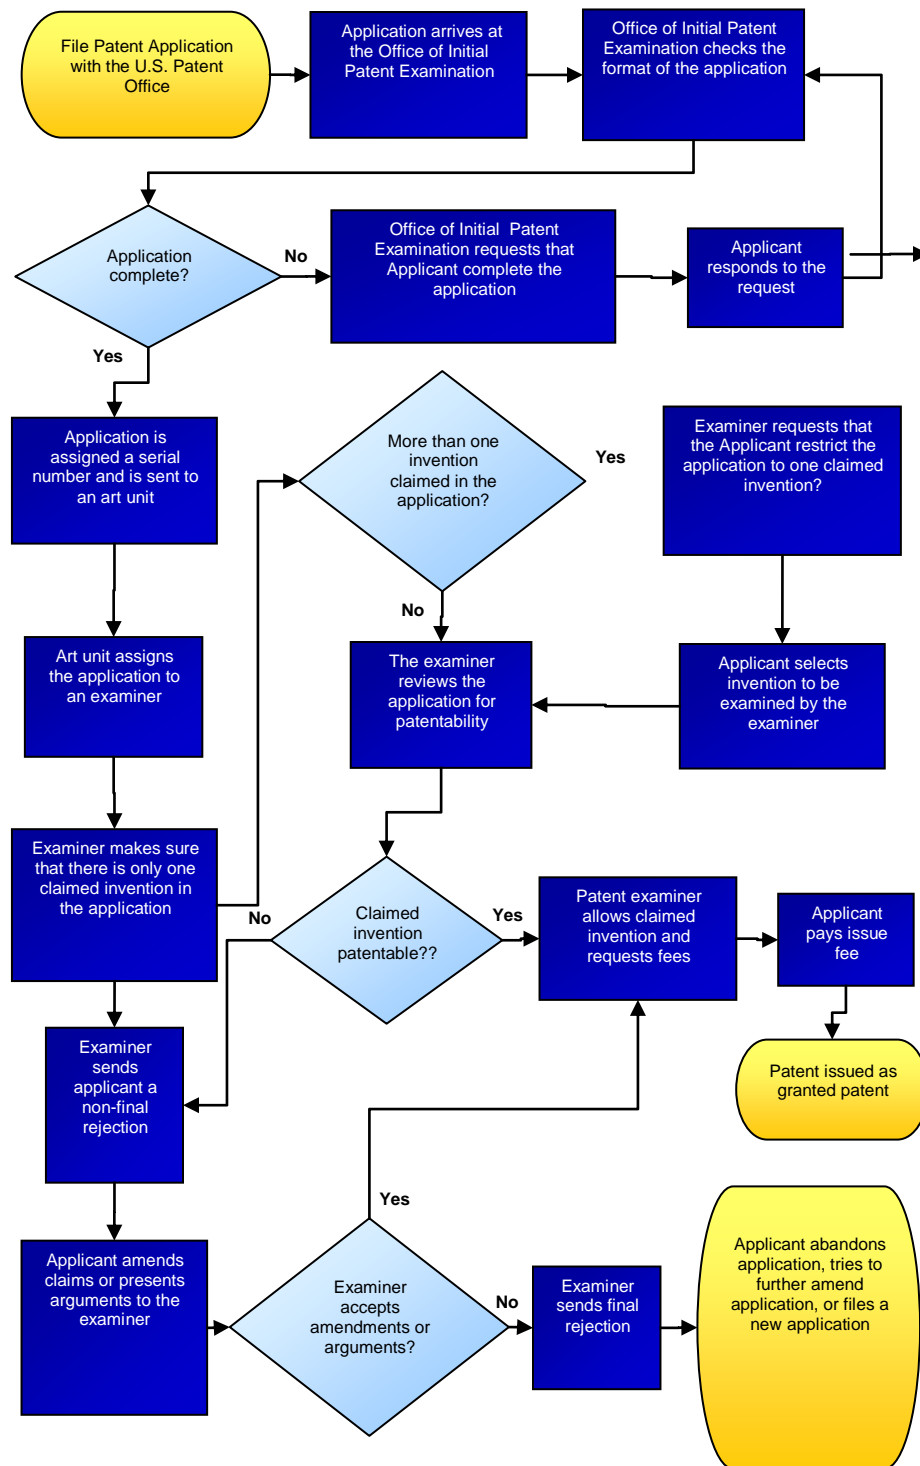 File Patent Application
with the U.S. Patent
Office
Application arrives at
the Office of Initial
Patent Examination
Office of Initial Patent
Examination checks the
format of the application
Application
complete?
No
Office of Initial  Patent
Examination requests that
Applicant complete the
application
Applicant
responds to the
request
Yes
Application is
assigned a serial
number and is sent to
an art unit
More than one
invention
claimed in the
application?
Yes
Examiner requests that
the Applicant restrict the
application to one claimed
invention?
No
Art unit assigns
the application to
an examiner
The examiner
reviews the
application for
patentability
Applicant selects
invention to be
examined by the
examiner
Examiner makes sure
that there is only one
claimed invention in
the application
No
Claimed
invention
patentable??
Yes
Patent examiner
allows claimed
invention and
requests fees
Applicant
pays issue
fee
Examiner
sends
applicant a
non-final
rejection
Patent issued as
granted patent
Yes
Applicant amends
claims or presents
arguments to the
examiner
Examiner
accepts
amendments or
arguments?
No
Examiner
sends final
rejection
Applicant abandons
application, tries to
further amend
application, or files a
new application